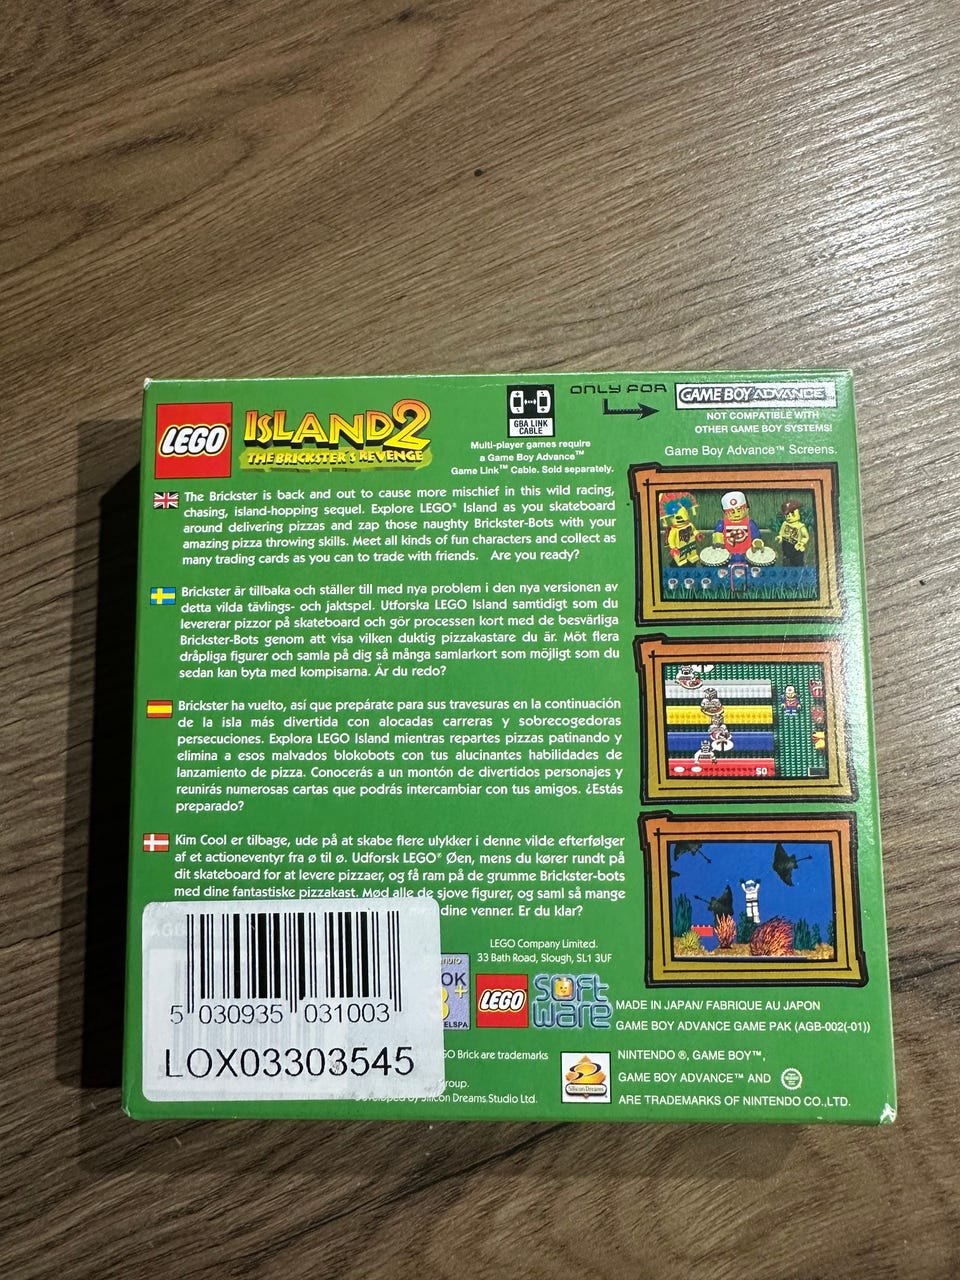 LEGO
ISLAND 2
THE BRICKSTER'S REVENGE
GBA LINK
CABLE
Multi-player games require
a Game Boy Advance™
Game Link™ Cable. Sold separately.
ONLY FOR
GAME BOY ADVANCE
NOT COMPATIBLE WITH
OTHER GAME BOY SYSTEMS!
Game Boy Advance™ Screens.
The Brickster is back and out to cause more mischief in this wild racing,
chasing, island-hopping sequel. Explore LEGO® Island as you skateboard
around delivering pizzas and zap those naughty Brickster-Bots with your
amazing pizza throwing skills. Meet all kinds of fun characters and collect as
many trading cards as you can to trade with friends. Are you ready?
Brickster är tillbaka och ställer till med nya problem i den nya versionen av
detta vilda tävlings- och jaktspel. Utforska LEGO Island samtidigt som du
levererar pizzor på skateboard och gör processen kort med de besvärliga
Brickster-Bots genom att visa vilken duktig pizzakastare du är. Möt flera
dråpliga figurer och samla på dig så många samlarkort som möjligt som du
sedan kan byta med kompisarna. Är du redo?
Brickster ha vuelto, así que prepárate para sus travesuras en la continuación
de la isla más divertida con alocadas carreras y sobrecogedoras
persecuciones. Explora LEGO Island mientras repartes pizzas patinando y
elimina a esos malvados blokobots con tus alucinantes habilidades de
lanzamiento de pizza. Conocerás a un montón de divertidos personajes y
reunirás numerosas cartas que podrás intercambiar con tus amigos. ¿Estás
preparado?
50
Kim Cool er tilbage, ude på at skabe flere ulykker i denne vilde efterfølger
af et actioneventyr fra ø til ø. Udforsk LEGO® Øen, mens du kører rundt på
dit skateboard for at levere pizzaer, og få ram på de grumme Brickster-bots
med dine fantastiske pizzakast. Mød alle de sjove figurer, og saml så mange
dine venner. Er du klar?
5 030935 031003
LOX03303545
OK
3+
ELSPA
LEGO Company Limited.
33 Bath Road, Slough, SL1 3UF
LEGO
SOFT
WARE
MADE IN JAPAN/ FABRIQUE AU JAPON
GAME BOY ADVANCE GAME PAK (AGB-002(-01))
GO Brick are trademarks
roup.
Developed by Silicon Dreams Studio Ltd.
Silicon Dreams
NINTENDO ®, GAME BOY™,
GAME BOY ADVANCE™ AND
ARE TRADEMARKS OF NINTENDO CO.,LTD.